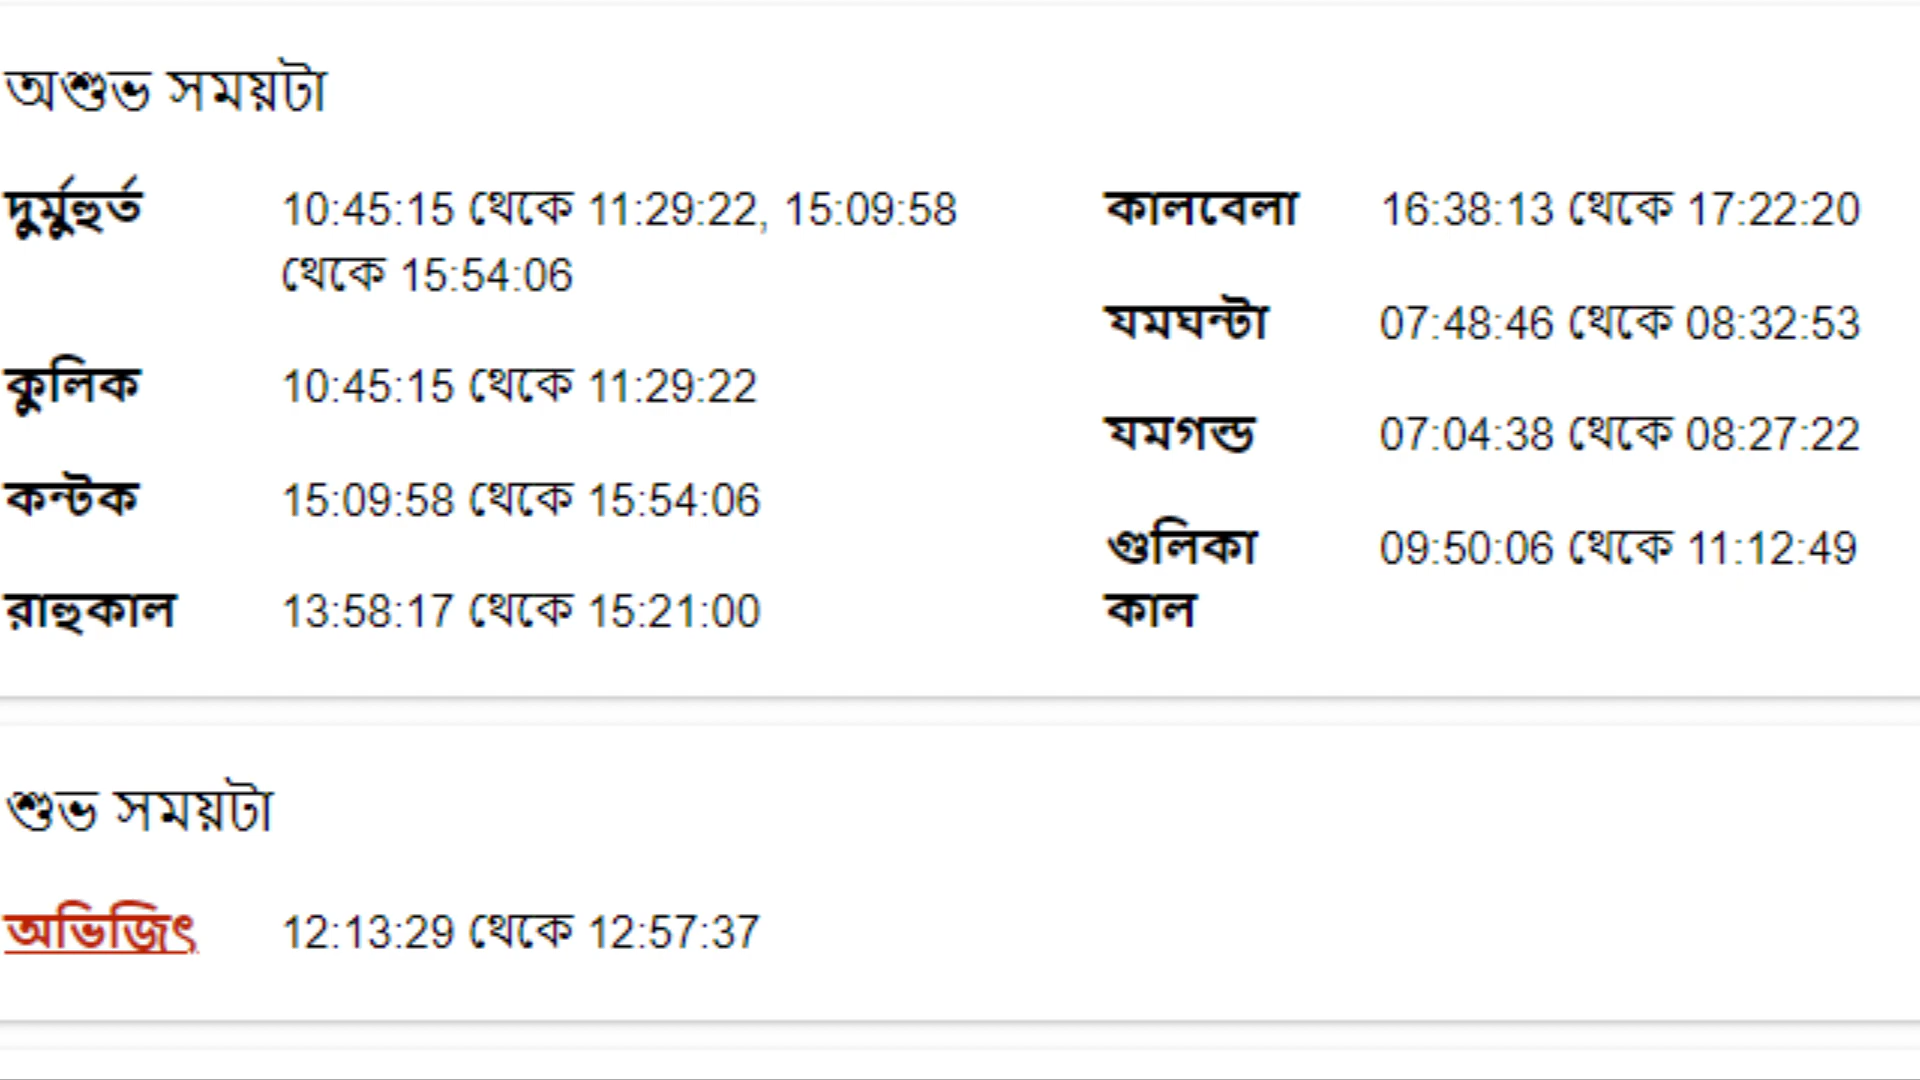 অশুভ সময়টা
দুর্মুহুর্ত 10:45:15 থেকে 11:29:22, 15:09:58
থেকে 15:54:06
কুলিক 10:45:15 থেকে 11:29:22
কন্টক 15:09:58 থেকে 15:54:06
রাহুকাল 13:58:17 থেকে 15:21:00
কালবেলা 16:38:13 থেকে 17:22:20
যমঘন্টা 07:48:46 থেকে 08:32:53
যমগন্ড 07:04:38 থেকে 08:27:22
গুলিকা 09:50:06 থেকে 11:12:49
কাল
শুভ সময়টা
অভিজিৎ 12:13:29 থেকে 12:57:37